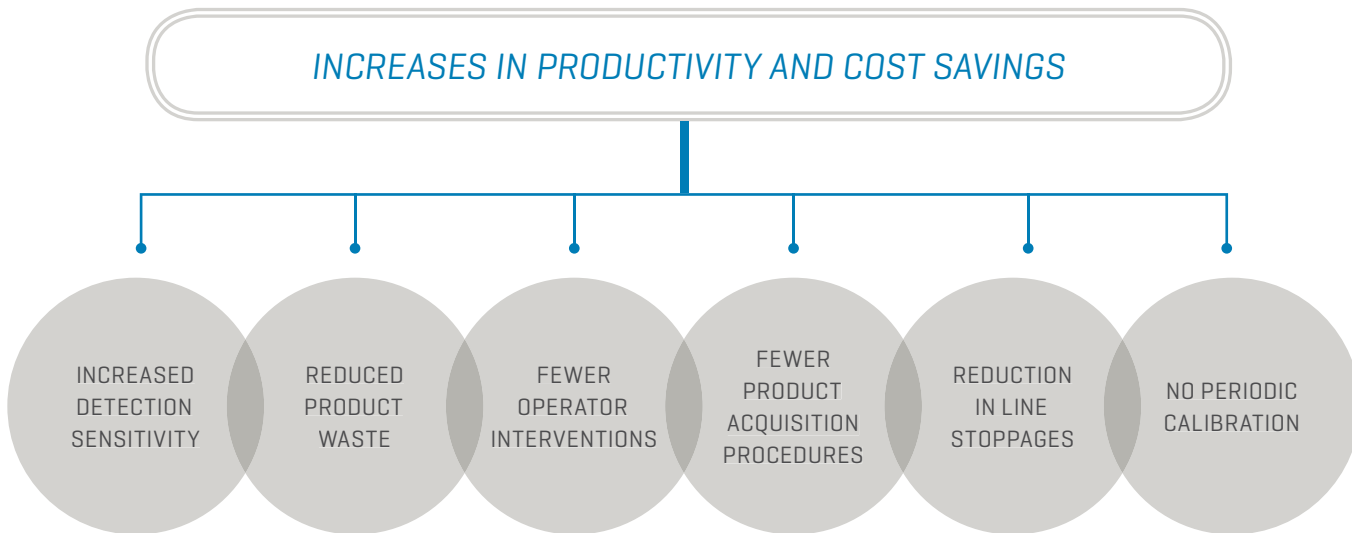 INCREASES IN PRODUCTIVITY AND COST SAVINGS
INCREASED
DETECTION
SENSITIVITY
REDUCED
PRODUCT
WASTE
FEWER
OPERATOR
INTERVENTIONS
FEWER
PRODUCT
ACQUISITION
PROCEDURES
REDUCTION
IN LINE
STOPPAGES
NO PERIODIC
CALIBRATION